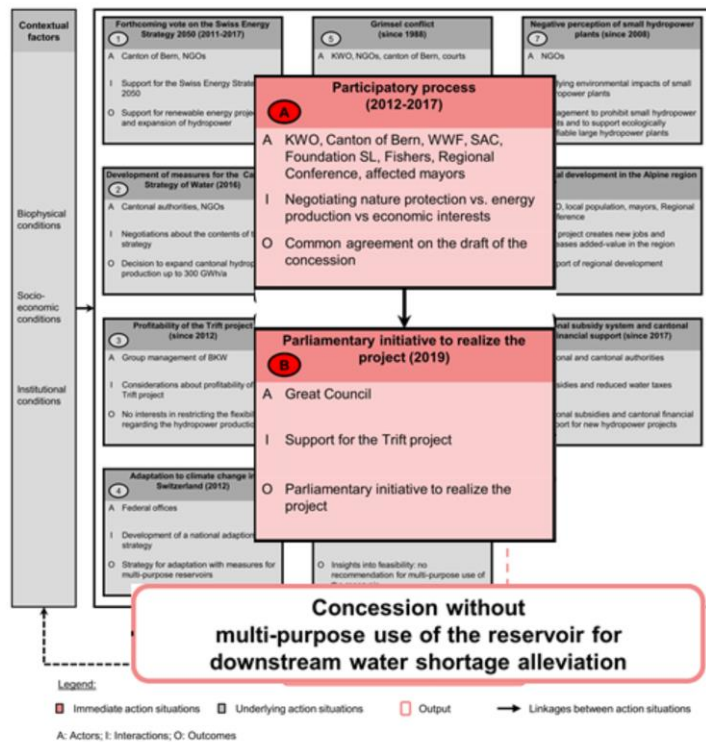 Contextual
factors
Biophysical
conditions
Socio-
economic
conditions
Institutional
conditions
Forthcoming vote on the Swiss Energy
Strategy 2050 (2011-2017)
1
A Canton of Bern, NGOs
I Support for the Swiss Energy
2050
O Support for renewable energy
and expansion of hydropower
Development of measures for the
Strategy of Water (2016)
2
A Cantonal authorities, NGOs
I Negotiations about the contents of
strategy
O Decision to expand cantonal
production up to 300 GWh/a
Profitability of the Trift project
(since 2012)
3
A Group management of BKW
I Considerations about profitability of
Trift project
O No interests in restricting the
regarding the hydropower
Adaptation to climate change in
Switzerland (2012)
4
A Federal offices
I Development of a national adaption
strategy
O Strategy for adaptation with measures for
multi-purpose reservoirs
Grimsel conflict
(since 1988)
5
A KWO, NGOs, canton of Bern, courts
Participatory process
(2012-2017)
A
A KWO, Canton of Bern, WWF, SAC,
Foundation SL, Fishers, Regional
Conference, affected mayors
I Negotiating nature protection vs. energy
production vs economic interests
O Common agreement on the draft of the
concession
Parliamentary initiative to realize the
project (2019)
B
A Great Council
I Support for the Trift project
O Parliamentary initiative to realize the
project
O Insights into feasibility: no
recommendation for multi-purpose use of
Negative perception of small hydropower
plants (since 2008)
7
A NGOs
environmental impacts of small
plants
to prohibit small hydropower
and to support ecologically
large hydropower plants
development in the Alpine region
local population, mayors, Regional
project creates new jobs and
added-value in the region
of regional development
subsidy system and cantonal
financial support (since 2017)
and cantonal authorities
and reduced water taxes
subsidies and cantonal financial
for new hydropower projects
Concession without
multi-purpose use of the reservoir for
downstream water shortage alleviation
Legend:
Immediate action situations
Underlying action situations
Output
Linkages between action situations
A: Actors; I: Interactions; O: Outcomes